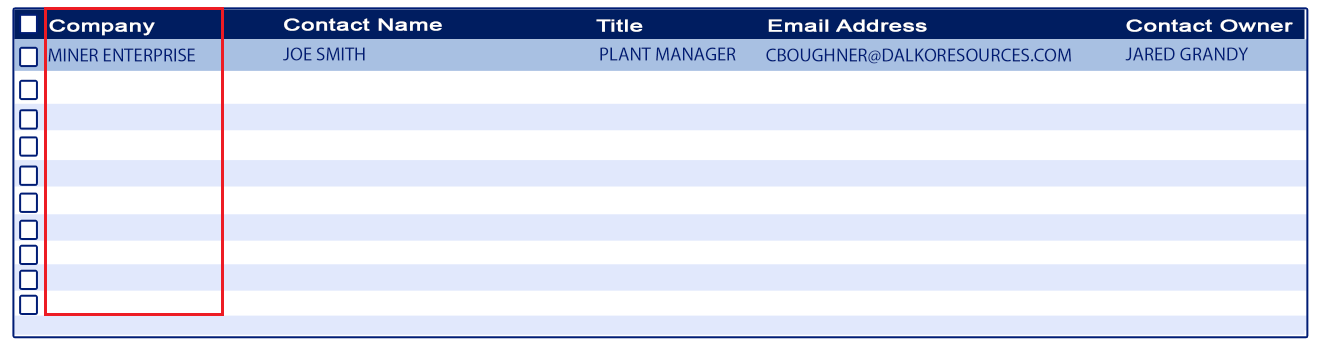 Company Contact Name Title Email Address Contact Owner
MINER ENTERPRISE JOE SMITH PLANT MANAGER CBOUGHNER@DALKORESOURCES.COM JARED GRANDY